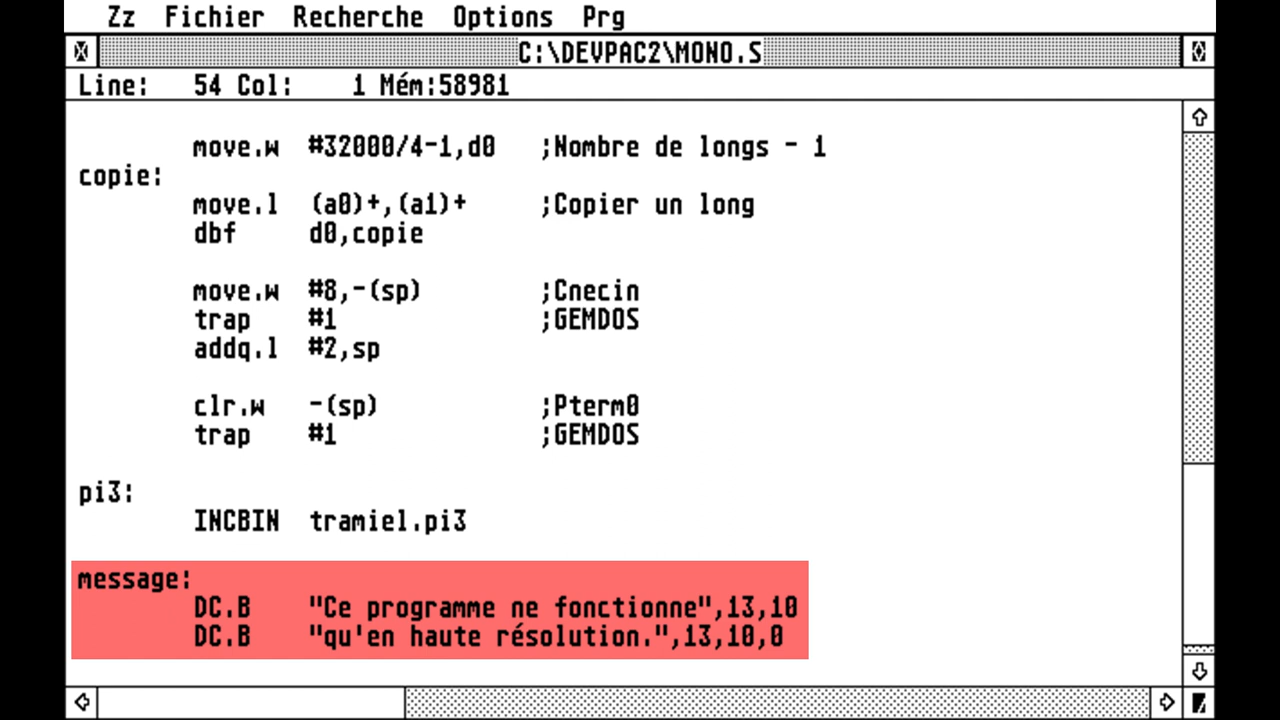 Zz Fichier Recherche Options Prg
C:\DEVPAC2\MONO.S
Line: 54 Col: 1 Mém:58981
move.w #32000/4-1,d0 ;Nombre de longs - 1
copie:
move.l (a0)+,(a1)+ ;Copier un long
dbf d0,copie
move.w #8,-(sp) ;Cnecin
trap #1 ;GEMDOS
addq.l #2,sp
clr.w -(sp) ;Pterm0
trap #1 ;GEMDOS
pi3:
INCBIN tramiel.pi3
message:
DC.B "Ce programme ne fonctionne",13,10
DC.B "qu'en haute résolution.",13,10,0